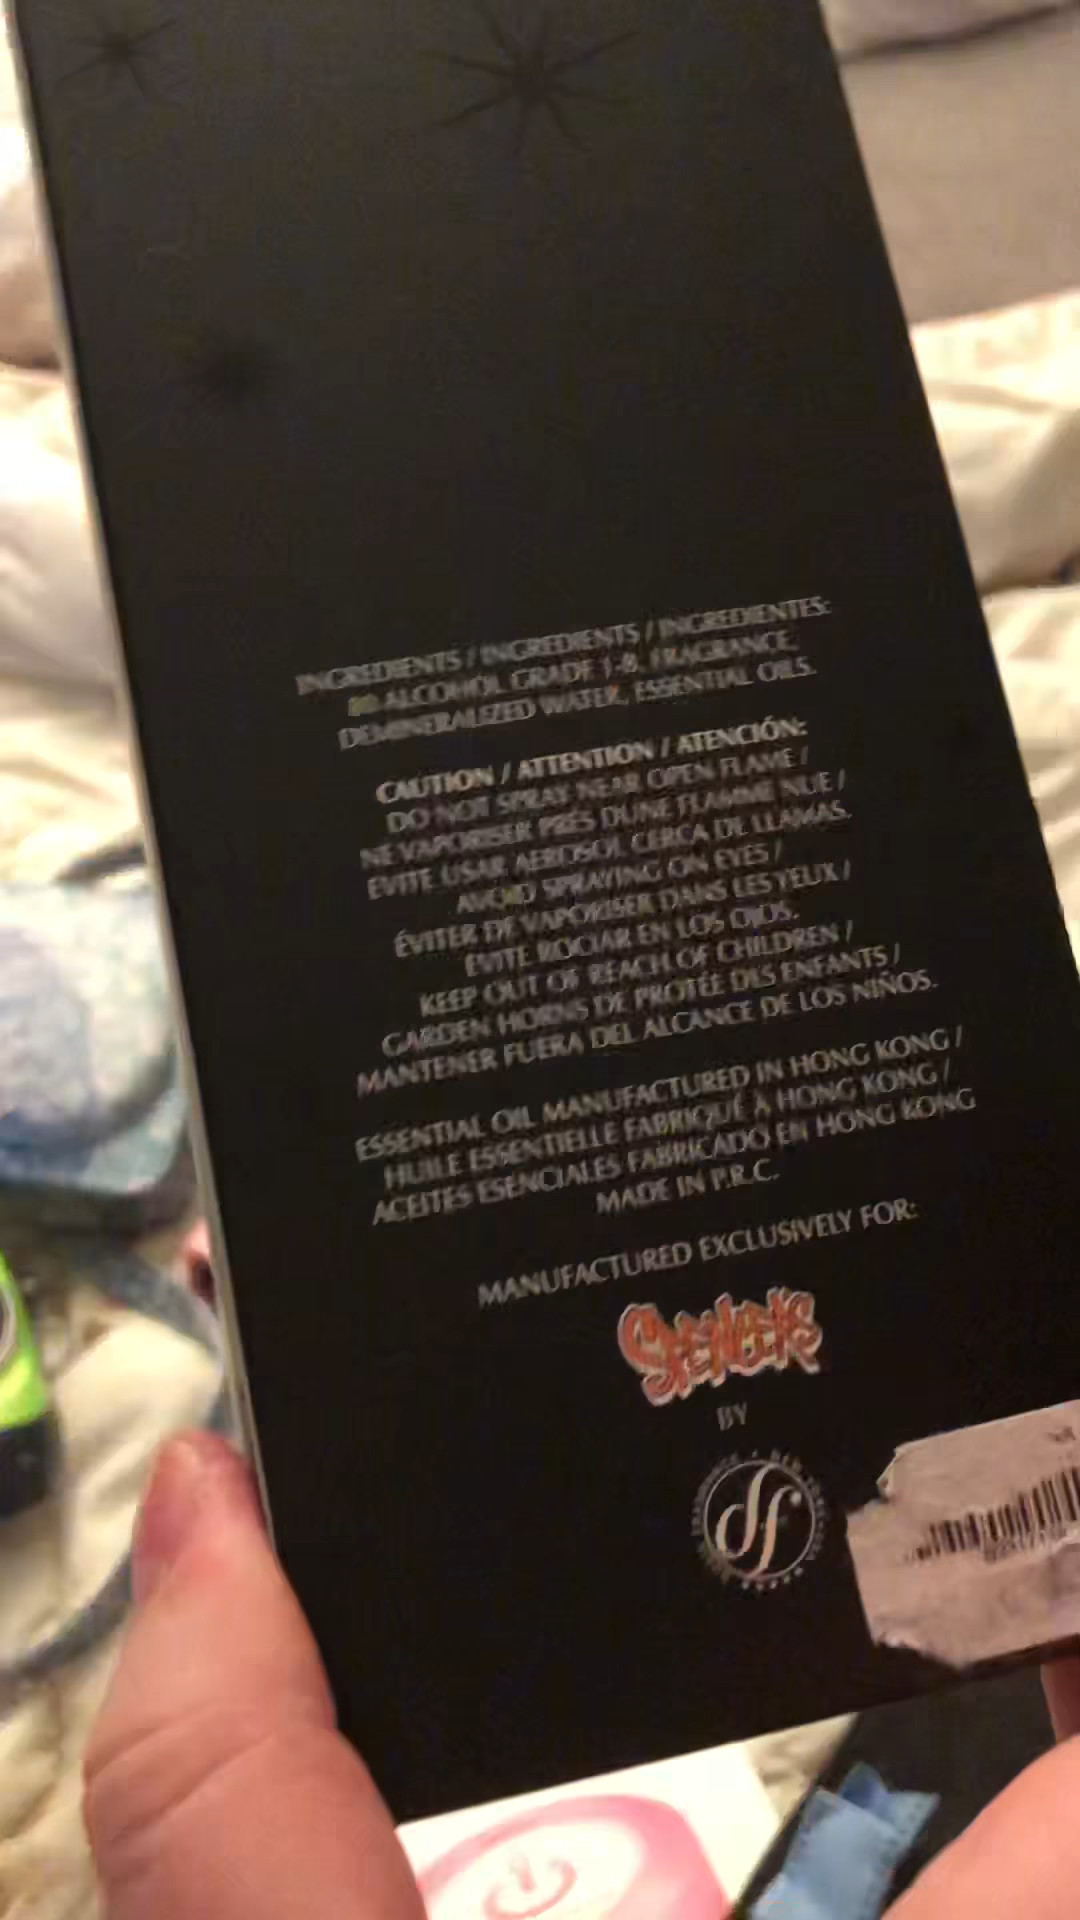 INGREDIENTS / INGREDIENTS / INGREDIENTES:
ALCOHOL GRADE 1-B, FRAGRANCE,
DEMINERALIZED WATER, ESSENTIAL OILS.
CAUTION / ATTENTION / ATENCIÓN:
DO NOT SPRAY NEAR OPEN FLAME /
NE VAPORISER PRÉS DUNE FLAMME NUE /
EVITE USAR AEROSOL CERCA DE LLAMAS.
AVOID SPRAYING ON EYES /
ÉVITER DE VAPORISER DANS LES YEUX /
EVITE ROCIAR EN LOS OJOS.
KEEP OUT OF REACH OF CHILDREN /
GARDEN HORNS DE PROTÉE DES ENFANTS /
MANTENER FUERA DEL ALCANCE DE LOS NIÑOS.
ESSENTIAL OIL MANUFACTURED IN HONG KONG /
HUILE ESSENTIELLE FABRIQUÉ À HONG KONG /
ACEITES ESENCIALES FABRICADO EN HONG KONG
MADE IN P.R.C.
MANUFACTURED EXCLUSIVELY FOR:
SPENCERS
BY